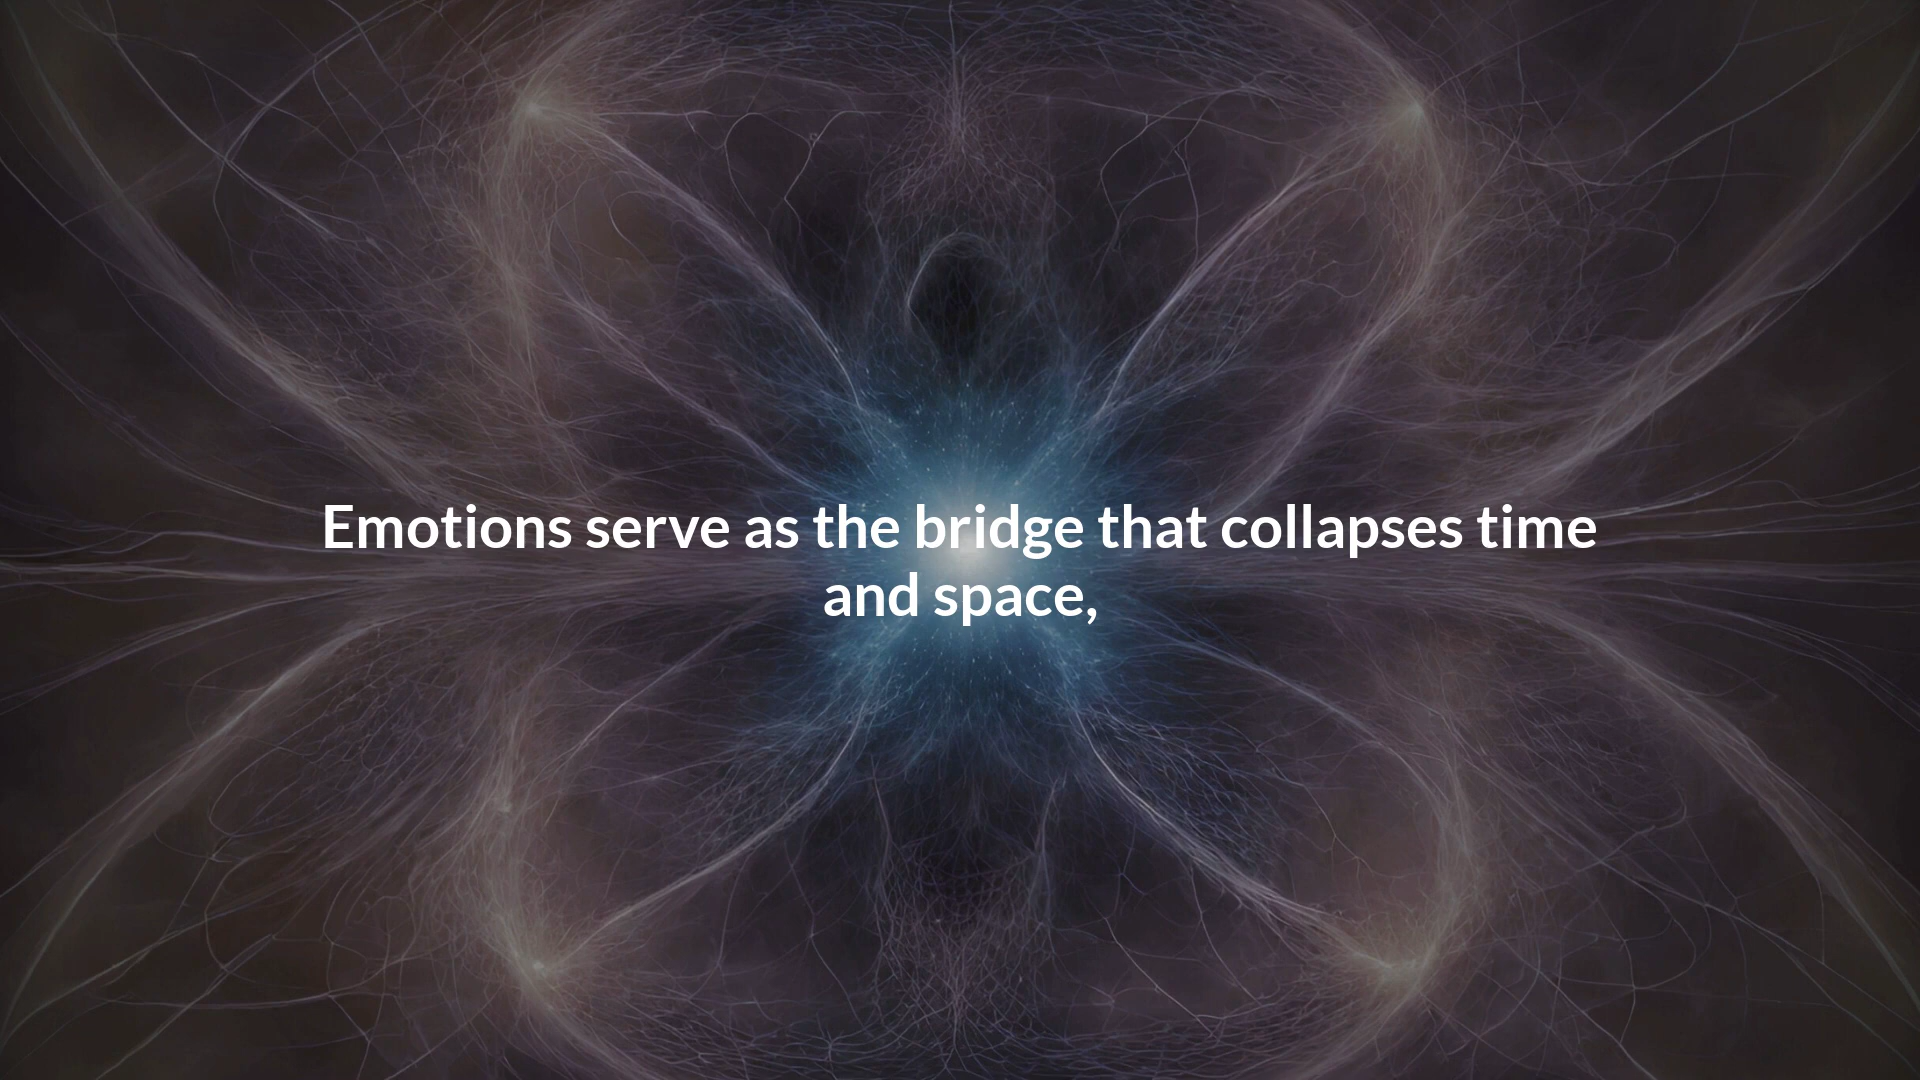 Emotions serve as the bridge that collapses time
and space,